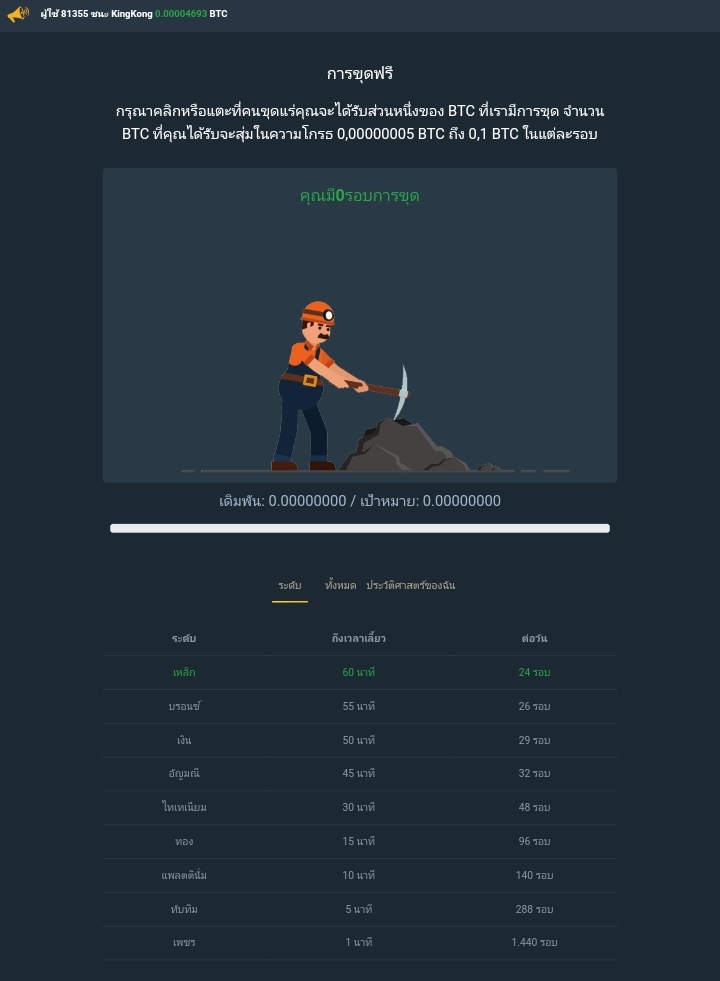 ผู้ใช้ 81355 ชนะ KingKong 0.00004693 BTC
การขุดฟรี
กรุณาคลิกหรือแตะที่คนขุดแร่คุณจะได้รับส่วนหนึ่งของ BTC ที่เรามีการขุด จำนวน
BTC ที่คุณได้รับจะสุ่มในความโกรธ 0,00000005 BTC ถึง 0,1 BTC ในแต่ละรอบ
คุณมี0รอบการขุด
เดิมพัน: 0.00000000 / เป้าหมาย: 0.00000000
ระดับ ทั้งหมด ประวัติศาสตร์ของฉัน
ระดับ ถึงเวลาเลี้ยว ต่อวัน
เหล็ก 60 นาที 24 รอบ
บรอนซ์ 55 นาที 26 รอบ
เงิน 50 นาที 29 รอบ
อัญมณี 45 นาที 32 รอบ
ไทเทเนียม 30 นาที 48 รอบ
ทอง 15 นาที 96 รอบ
แพลตตินั่ม 10 นาที 140 รอบ
ทับทิม 5 นาที 288 รอบ
เพชร 1 นาที 1.440 รอบ